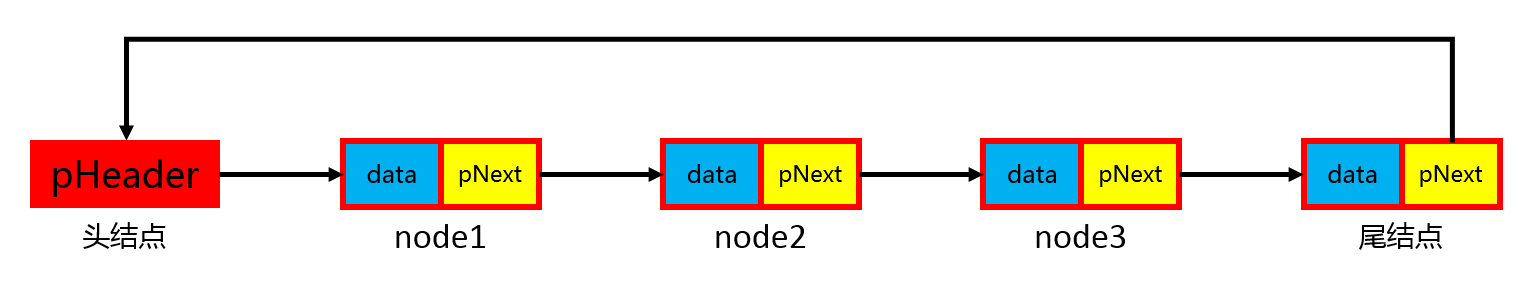 pHeader
data pNext
data pNext
data pNext
data pNext
头结点
node1
node2
node3
尾结点